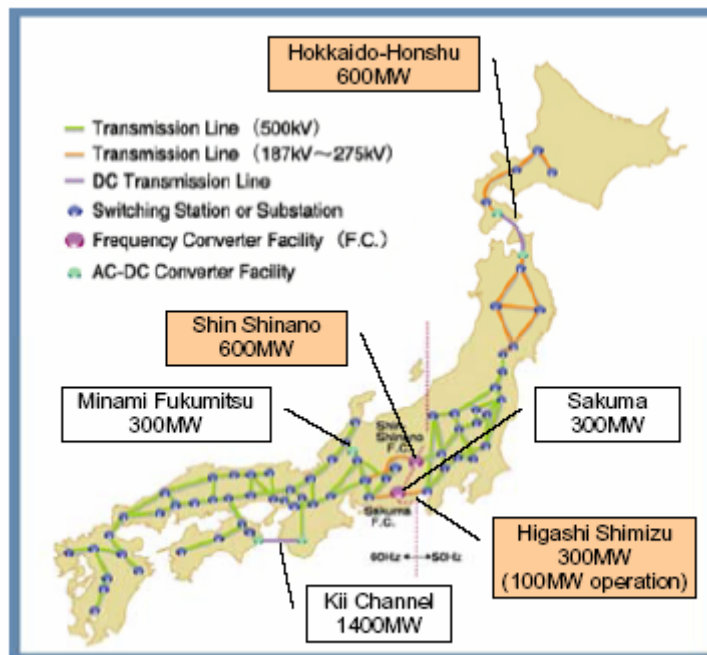 Hokkaido-Honshu
600MW
Transmission Line (500kV)
Transmission Line (187kV～275kV)
DC Transmission Line
Switching Station or Substation
Frequency Converter Facility (F.C.)
AC-DC Converter Facility
Shin Shinano
600MW
Minami Fukumitsu
300MW
Sakuma
300MW
Shin
Shinano
F.C.
Sakuma
F.C.
60Hz
50Hz
Higashi Shimizu
300MW
(100MW operation)
Kii Channel
1400MW